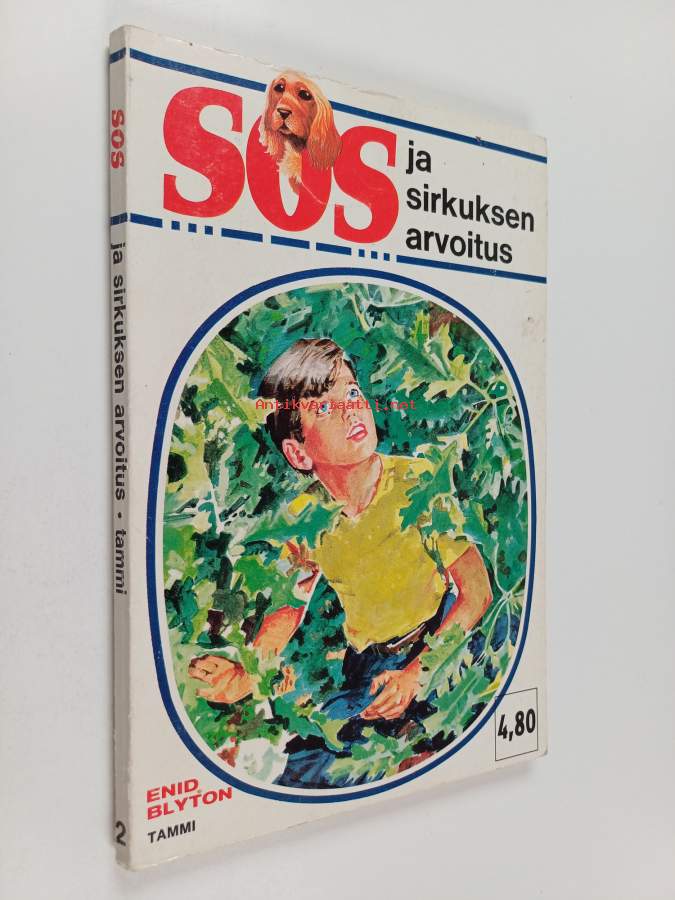 SOS
ja
sirkuksen
arvoitus
SOS ja sirkuksen arvoitus • tammi
2
Antikvariaatti.net
4,80
ENID
BLYTON
TAMMI